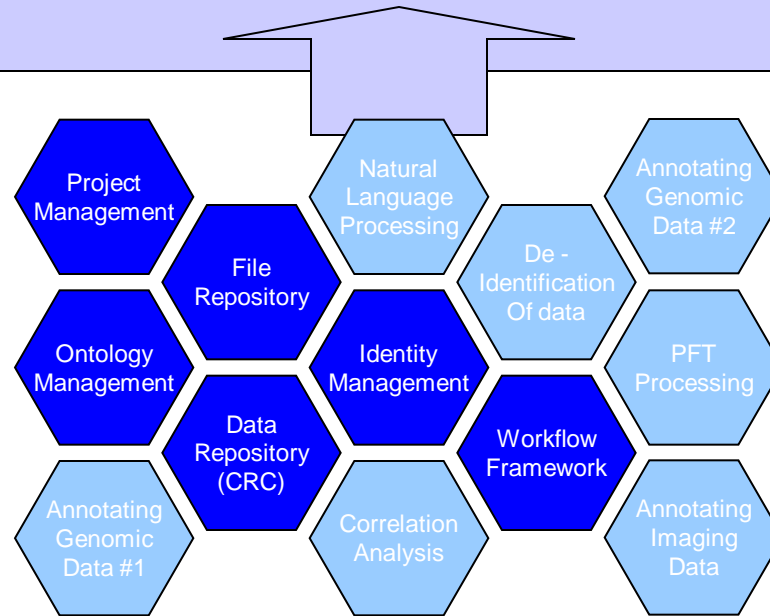 Project
Management
Natural
Language
Processing
Annotating
Genomic
Data #2
File
Repository
De -
Identification
Of data
Ontology
Management
Identity
Management
PFT
Processing
Data
Repository
(CRC)
Workflow
Framework
Annotating
Genomic
Data #1
Correlation
Analysis
Annotating
Imaging
Data